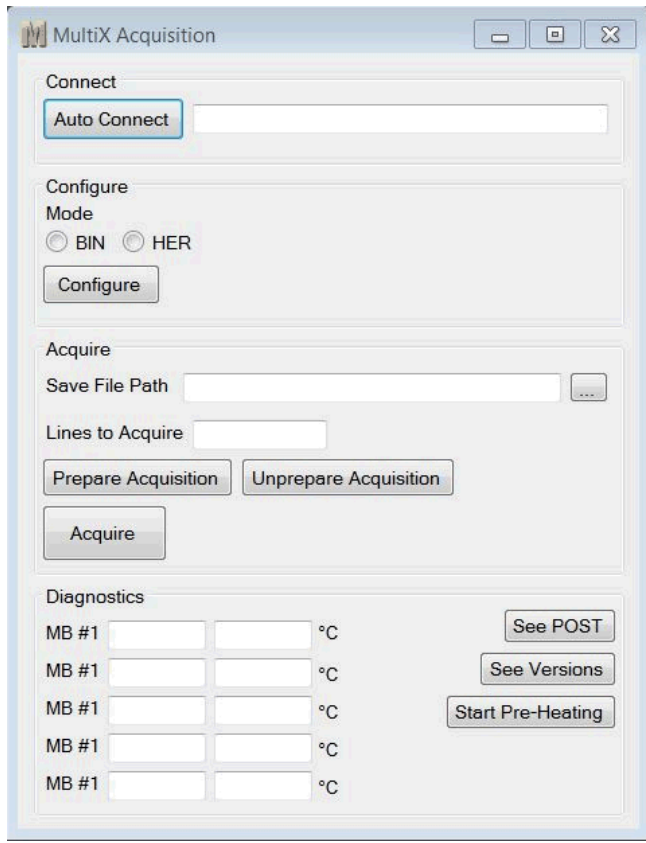 MultiX Acquisition
Connect
Auto Connect
Configure
Mode
BIN HER
Configure
Acquire
Save File Path ...
Lines to Acquire
Prepare Acquisition Unprepare Acquisition
Acquire
Diagnostics
MB #1 °C See POST
MB #1 °C See Versions
MB #1 °C Start Pre-Heating
MB #1 °C
MB #1 °C